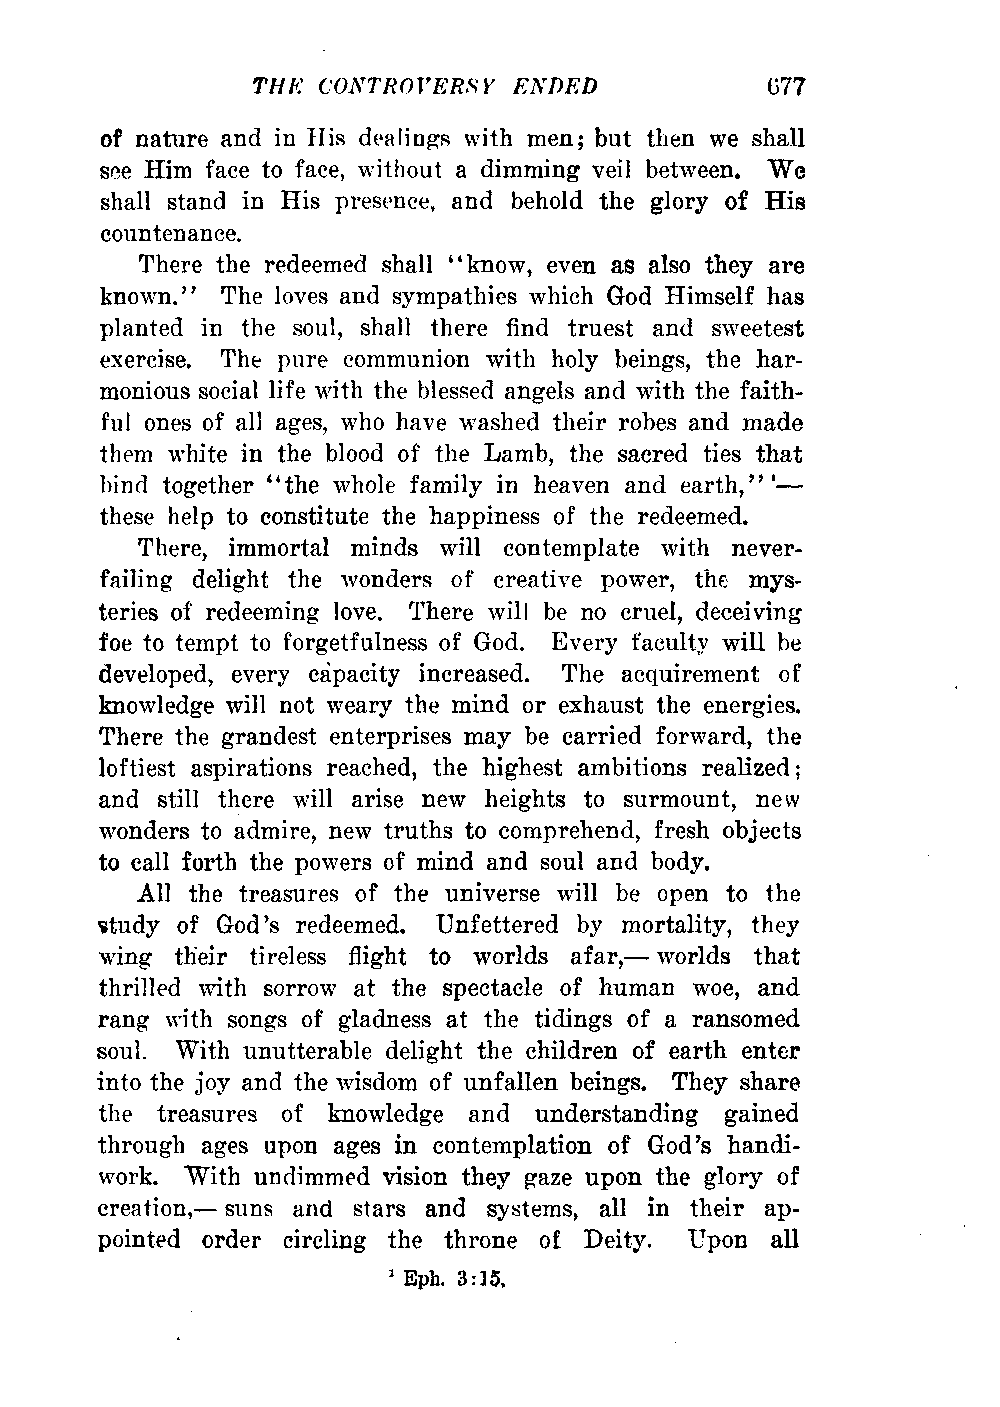 THE CONTROVERSY ENDED 677
of nature and in His dealings with men; but then we shall
see Him face to face, without a dimming veil between. We
shall stand in His presence, and behold the glory of His
countenance.
There the redeemed shall "know, even as also they are
known." The loves and sympathies which God Himself has
planted in the soul, shall there find truest and sweetest
exercise. The pure communion with holy beings, the har-
monious social life with the blessed angels and with the faith-
ful ones of all ages, who have washed their robes and made
them white in the blood of the Lamb, the sacred ties that
bind together "the whole family in heaven and earth," ¹—
these help to constitute the happiness of the redeemed.
There, immortal minds will contemplate with never-
failing delight the wonders of creative power, the mys-
teries of redeeming love. There will be no cruel, deceiving
foe to tempt to forgetfulness of God. Every faculty will be
developed, every capacity increased. The acquirement of
knowledge will not weary the mind or exhaust the energies.
There the grandest enterprises may be carried forward, the
loftiest aspirations reached, the highest ambitions realized;
and still there will arise new heights to surmount, new
wonders to admire, new truths to comprehend, fresh objects
to call forth the powers of mind and soul and body.
All the treasures of the universe will be open to the
study of God's redeemed. Unfettered by mortality, they
wing their tireless flight to worlds afar,— worlds that
thrilled with sorrow at the spectacle of human woe, and
rang with songs of gladness at the tidings of a ransomed
soul. With unutterable delight the children of earth enter
into the joy and the wisdom of unfallen beings. They share
the treasures of knowledge and understanding gained
through ages upon ages in contemplation of God's handi-
work. With undimmed vision they gaze upon the glory of
creation,— suns and stars and systems, all in their ap-
pointed order circling the throne of Deity. Upon all
¹ Eph. 3:15.